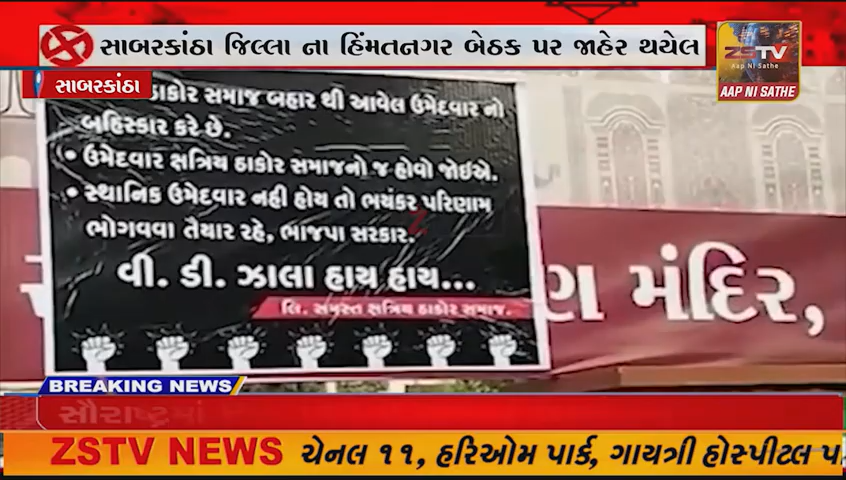 સાબરકાંઠા જિલ્લા ના હિંમતનગર બેઠક પર જાહેર થયેલ
ZSTV
Aap Ni Sathe
AAP NI SATHE
સાબરકાંઠા
ઠાકોર સમાજ બહાર થી આવેલ ઉમેદવાર નો
બહિસ્કાર કરે છે.
• ઉમેદવાર ક્ષત્રિય ઠાકોર સમાજનો જ હોવો જોઇએ.
• સ્થાનિક ઉમેદવાર નહી હોય તો ભયંકર પરિણામ
ભોગવવા તૈયાર રહે, ભાજપા સરકાર.
વી. ડી. ઝાલા હાય હાય...
લિ. સમસ્ત ક્ષત્રિય ઠાકોર સમાજ.
મંદિર,
BREAKING NEWS
સૌરાષ્ટ્રમાં
ZSTV NEWS ચેનલ ૧૧, હરિઓમ પાર્ક, ગાયત્રી હોસ્પીટલ